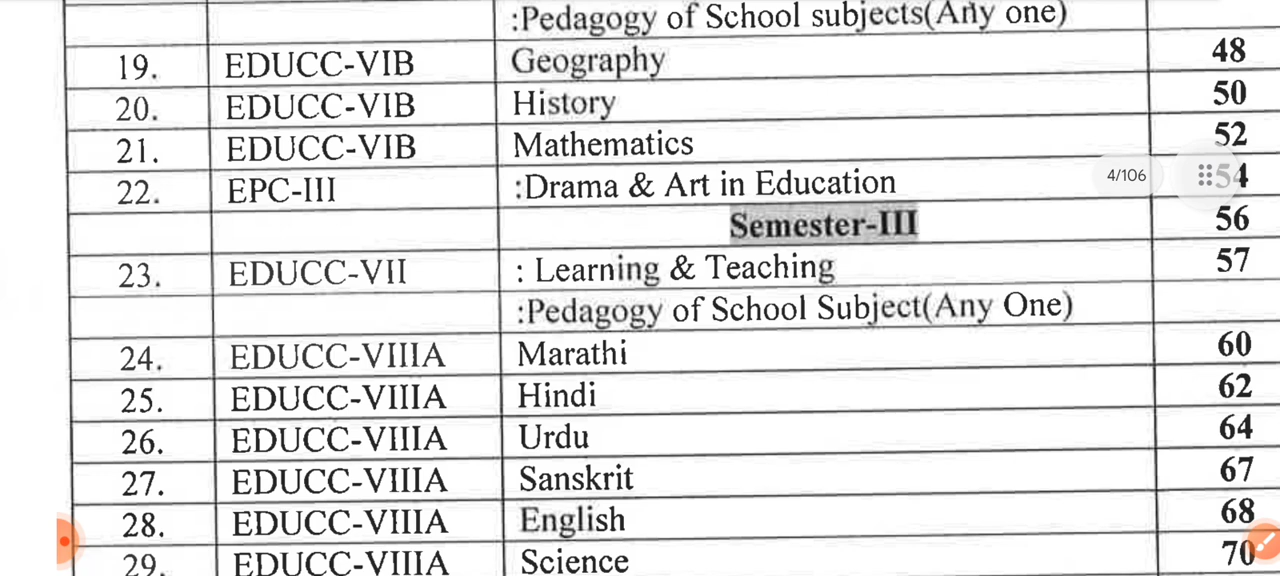 :Pedagogy of School subjects(Any one)
19. EDUCC-VIB Geography 48
20. EDUCC-VIB History 50
21. EDUCC-VIB Mathematics 52
22. EPC-III :Drama & Art in Education 4/106 54
Semester-III 56
23. EDUCC-VII : Learning & Teaching 57
:Pedagogy of School Subject(Any One)
24. EDUCC-VIIIA Marathi 60
25. EDUCC-VIIIA Hindi 62
26. EDUCC-VIIIA Urdu 64
27. EDUCC-VIIIA Sanskrit 67
28. EDUCC-VIIIA English 68
29. EDUCC-VIIIA Science 70